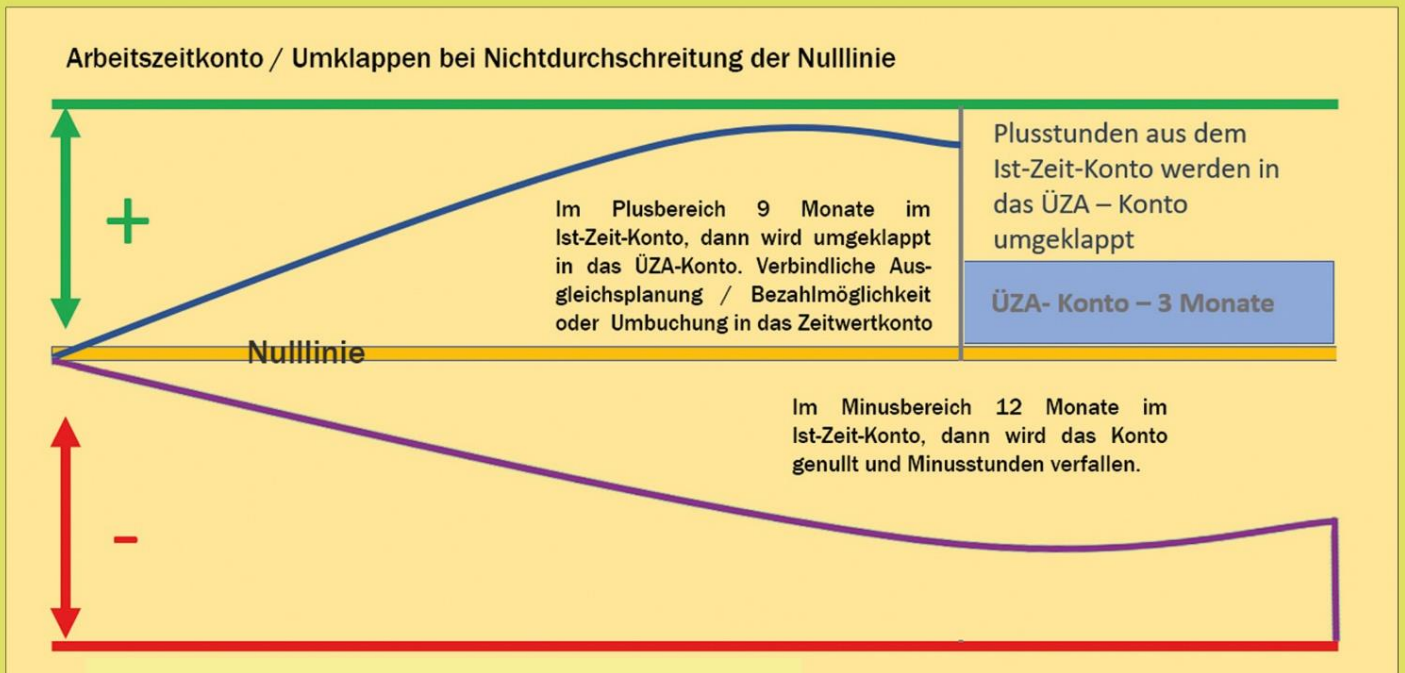 Arbeitszeitkonto / Umklappen bei Nichtdurchschreitung der Nulllinie
Plusstunden aus dem
Ist-Zeit-Konto werden in
das ÜZA – Konto
umgeklappt
+
Im Plusbereich 9 Monate im
Ist-Zeit-Konto, dann wird umgeklappt
in das ÜZA-Konto. Verbindliche Aus-
gleichsplanung / Bezahlmöglichkeit
oder Umbuchung in das Zeitwertkonto
ÜZA- Konto – 3 Monate
Nulllinie
Im Minusbereich 12 Monate im
Ist-Zeit-Konto, dann wird das Konto
genullt und Minusstunden verfallen.
-